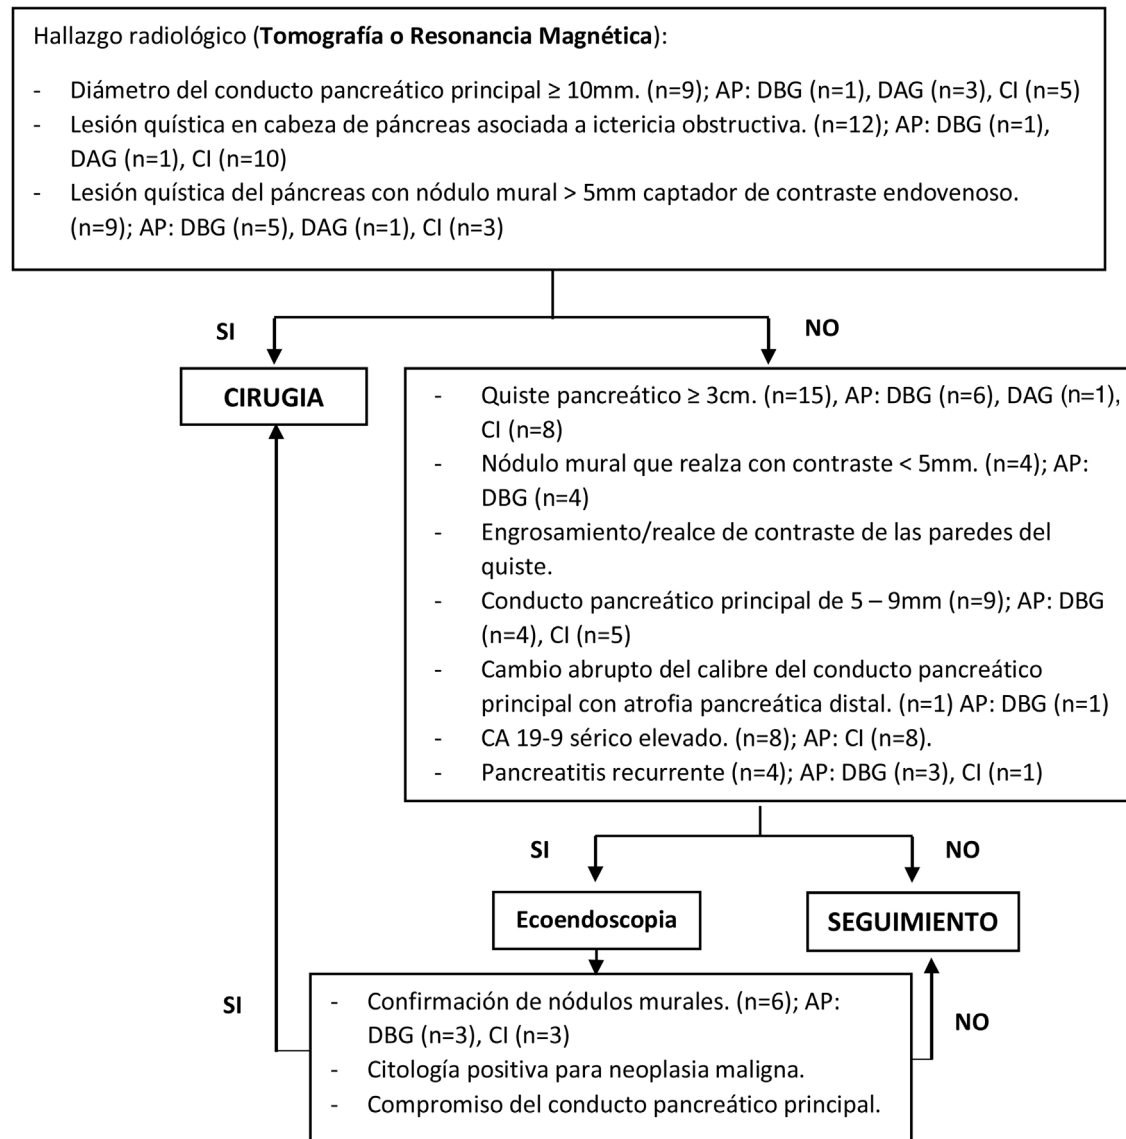 Hallazgo radiológico (Tomografía o Resonancia Magnética):
- Diámetro del conducto pancreático principal ≥ 10mm. (n=9); AP: DBG (n=1), DAG (n=3), CI (n=5)
- Lesión quística en cabeza de páncreas asociada a ictericia obstructiva. (n=12); AP: DBG (n=1),
DAG (n=1), CI (n=10)
- Lesión quística del páncreas con nódulo mural > 5mm captador de contraste endovenoso.
(n=9); AP: DBG (n=5), DAG (n=1), CI (n=3)
SI
NO
CIRUGIA
- Quiste pancreático ≥ 3cm. (n=15), AP: DBG (n=6), DAG (n=1),
CI (n=8)
- Nódulo mural que realza con contraste < 5mm. (n=4); AP:
DBG (n=4)
- Engrosamiento/realce de contraste de las paredes del
quiste.
- Conducto pancreático principal de 5 – 9mm (n=9); AP: DBG
(n=4), CI (n=5)
- Cambio abrupto del calibre del conducto pancreático
principal con atrofia pancreática distal. (n=1) AP: DBG (n=1)
- CA 19-9 sérico elevado. (n=8); AP: CI (n=8).
- Pancreatitis recurrente (n=4); AP: DBG (n=3), CI (n=1)
SI
NO
Ecoendoscopia
SEGUIMIENTO
SI
NO
- Confirmación de nódulos murales. (n=6); AP:
DBG (n=3), CI (n=3)
- Citología positiva para neoplasia maligna.
- Compromiso del conducto pancreático principal.